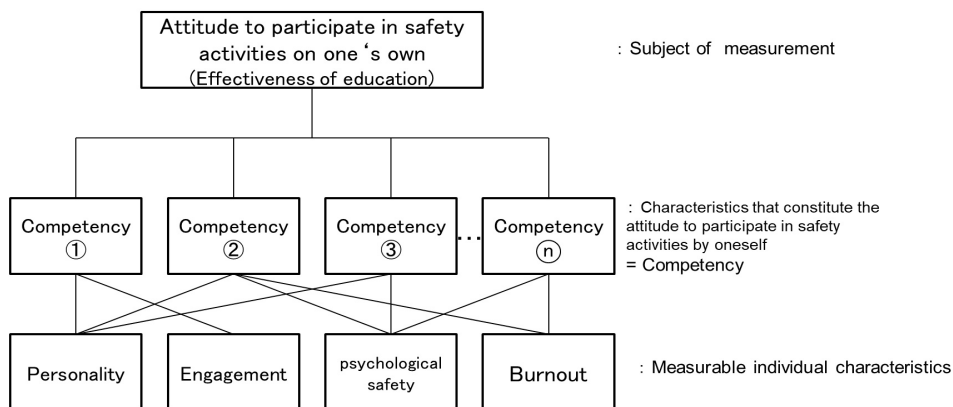 Attitude to participate in safety
activities on one‘s own
(Effectiveness of education)
: Subject of measurement
Competency
①
Competency
②
Competency
③
...
Competency
ⓝ
: Characteristics that constitute the
attitude to participate in safety
activities by oneself
= Competency
Personality
Engagement
psychological
safety
Burnout
: Measurable individual characteristics